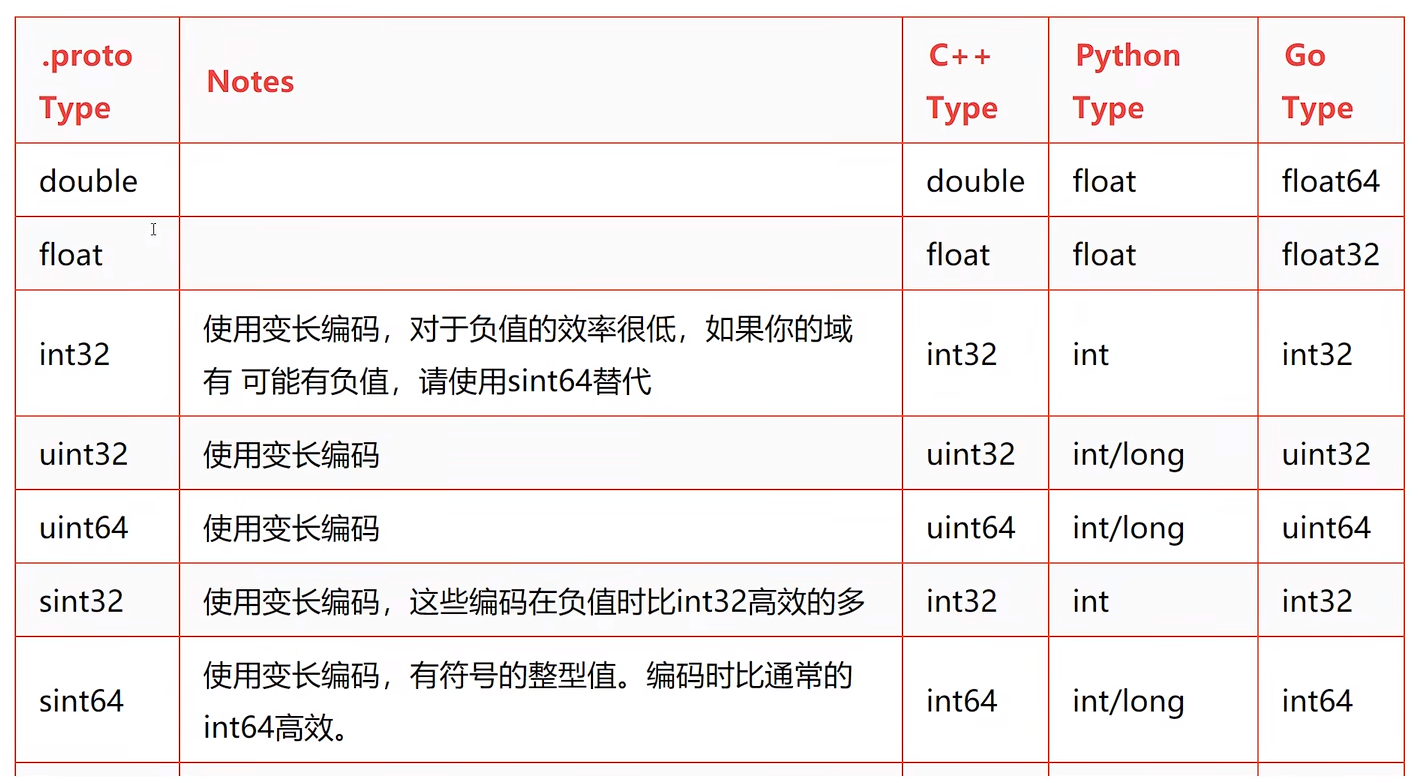 .proto Type Notes C++ Type Python Type Go Type
double double float float64
float float float float32
int32 使用变长编码，对于负值的效率很低，如果你的域
有 可能有负值，请使用sint64替代 int32 int int32
uint32 使用变长编码 uint32 int/long uint32
uint64 使用变长编码 uint64 int/long uint64
sint32 使用变长编码，这些编码在负值时比int32高效的多 int32 int int32
sint64 使用变长编码，有符号的整型值。编码时比通常的
int64高效。 int64 int/long int64